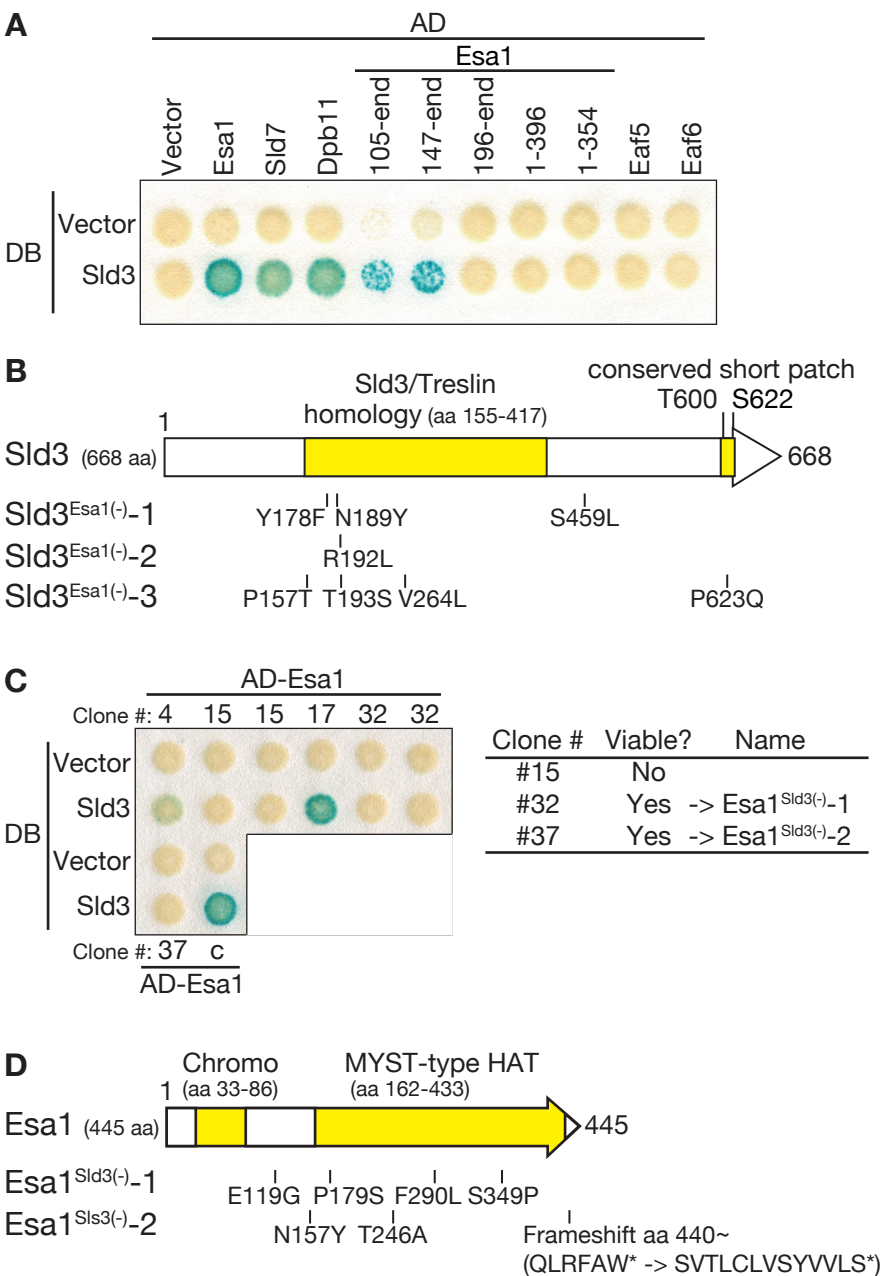 A
AD
Esa1
Vector
Esa1
Sld7
Dpb11
105-end
147-end
196-end
1-396
1-354
Eaf5
Eaf6
DB
Vector
Sld3
B
Sld3/Treslin
homology (aa 155-417)
conserved short patch
T600 S622
1
Sld3 (668 aa)
668
Sld3Esa1(-)-1
Y178F N189Y S459L
Sld3Esa1(-)-2
R192L
Sld3Esa1(-)-3
P157T T193S V264L P623Q
C
AD-Esa1
Clone #: 4 15 15 17 32 32
DB
Vector
Sld3
Vector
Sld3
Clone #: 37 c
AD-Esa1
Clone # Viable? Name
#15 No
#32 Yes -> Esa1Sld3(-)-1
#37 Yes -> Esa1Sld3(-)-2
D
Chromo MYST-type HAT
1 (aa 33-86) (aa 162-433)
Esa1 (445 aa)
445
Esa1Sld3(-)-1
E119G P179S F290L S349P
Esa1Sls3(-)-2
N157Y T246A Frameshift aa 440~
(QLRFAW* -> SVTLCLVSYVVLS*)